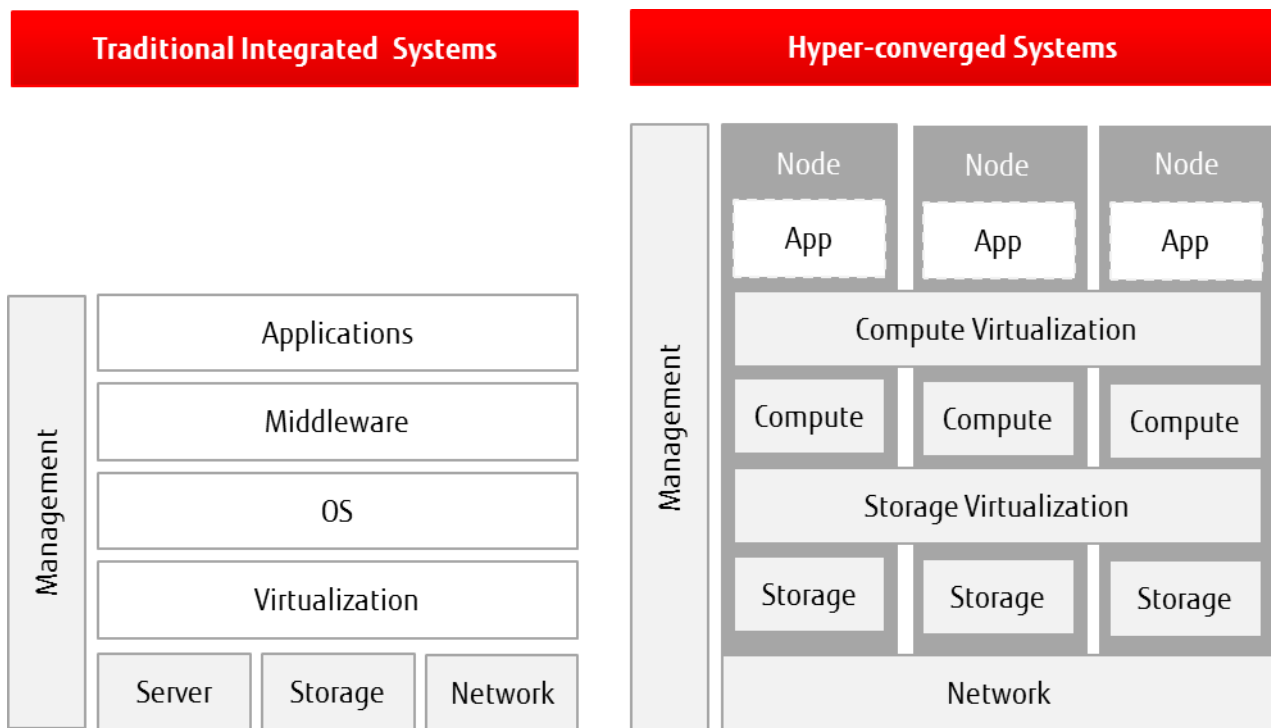 Traditional Integrated Systems
Management
Applications
Middleware
OS
Virtualization
Server Storage Network
Hyper-converged Systems
Management
Node Node Node
App App App
Compute Virtualization
Compute Compute Compute
Storage Virtualization
Storage Storage Storage
Network